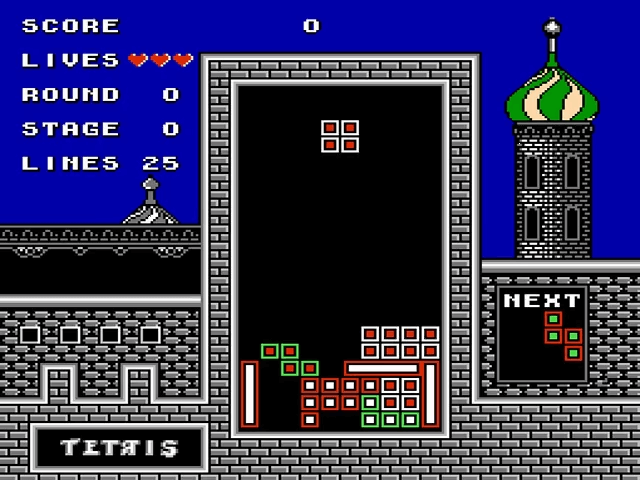 SCORE 0
LIVES
ROUND 0
STAGE 0
LINES 25
NEXT
TETRIS